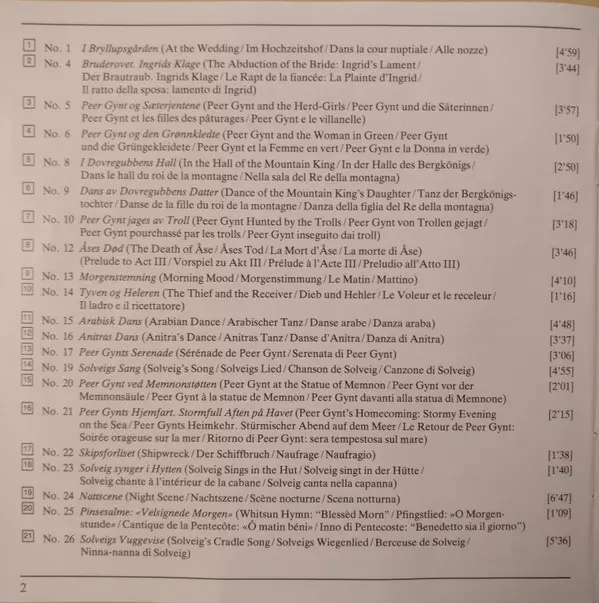 1 No. 1 I Bryllupsgården (At the Wedding/Im Hochzeitshof/Dans la cour nuptiale/Alle nozze) [4'59]
2 No. 4 Bruderovet. Ingrids Klage (The Abduction of the Bride: Ingrid's Lament/ [3'44]
Der Brautraub. Ingrids Klage/Le Rapt de la fiancée: La Plainte d'Ingrid/
Il ratto della sposa: lamento di Ingrid)
3 No. 5 Peer Gynt og Sæterjentene (Peer Gynt and the Herd-Girls/Peer Gynt und die Säterinnen/ [3'57]
Peer Gynt et les filles des pâturages/Peer Gynt e le villanelle)
4 No. 6 Peer Gynt og den Grønnkledte (Peer Gynt and the Woman in Green/Peer Gynt [1'50]
und die Grüngekleidete/Peer Gynt et la Femme en vert/Peer Gynt e la Donna in verde)
5 No. 8 I Dovregubbens Hall (In the Hall of the Mountain King/In der Halle des Bergkönigs/ [2'50]
Dans le hall du roi de la montagne/Nella sala del Re della montagna)
6 No. 9 Dans av Dovregubbens Datter (Dance of the Mountain King's Daughter/Tanz der Bergkönigs- [1'46]
tochter/Danse de la fille du roi de la montagne/Danza della figlia del Re della montagna)
7 No. 10 Peer Gynt jages av Troll (Peer Gynt Hunted by the Trolls/Peer Gynt von Trollen gejagt/ [3'18]
Peer Gynt pourchassé par les trolls/Peer Gynt inseguito dai troll)
8 No. 12 Åses Død (The Death of Åse/Åses Tod/La Mort d'Åse/La morte di Åse) [3'46]
(Prelude to Act III/Vorspiel zu Akt III/Prélude à l'Acte III/Preludio all'Atto III)
9 No. 13 Morgenstemning (Morning Mood/Morgenstimmung/Le Matin/Mattino) [4'10]
10 No. 14 Tyven og Heleren (The Thief and the Receiver/Dieb und Hehler/Le Voleur et le receleur/ [1'16]
Il ladro e il ricettatore)
11 No. 15 Arabisk Dans (Arabian Dance/Arabischer Tanz/Danse arabe/Danza araba) [4'48]
12 No. 16 Anitras Dans (Anitra's Dance/Anitras Tanz/Danse d'Anitra/Danza di Anitra) [3'37]
13 No. 17 Peer Gynts Serenade (Sérénade de Peer Gynt/Serenata di Peer Gynt) [3'06]
14 No. 19 Solveigs Sang (Solveig's Song/Solveigs Lied/Chanson de Solveig/Canzone di Solveig) [4'55]
15 No. 20 Peer Gynt ved Memnonstøtten (Peer Gynt at the Statue of Memnon/Peer Gynt vor der [2'01]
Memnonsäule/Peer Gynt à la statue de Memnon/Peer Gynt davanti alla statua di Memnone)
16 No. 21 Peer Gynts Hjemfart. Stormfull Aften på Havet (Peer Gynt's Homecoming: Stormy Evening [2'15]
on the Sea/Peer Gynts Heimkehr. Stürmischer Abend auf dem Meer/Le Retour de Peer Gynt:
Soirée orageuse sur la mer/Ritorno di Peer Gynt: sera tempestosa sul mare)
17 No. 22 Skipsforliset (Shipwreck/Der Schiffbruch/Naufrage/Naufragio) [1'38]
18 No. 23 Solveig synger i Hytten (Solveig Sings in the Hut/Solveig singt in der Hütte/ [1'40]
Solveig chante à l'intérieur de la cabane/Solveig canta nella capanna)
19 No. 24 Nattscene (Night Scene/Nachtszene/Scène nocturne/Scena notturna) [6'47]
20 No. 25 Pinsesalme: «Velsignede Morgen» (Whitsun Hymn: "Blessèd Morn"/Pfingstlied: »O Morgen- [1'09]
stunde«/Cantique de la Pentecôte: «Ô matin béni»/Inno di Pentecoste: "Benedetto sia il giorno")
21 No. 26 Solveigs Vuggevise (Solveig's Cradle Song/Solveigs Wiegenlied/Berceuse de Solveig/ [5'36]
Ninna-nanna di Solveig)
2